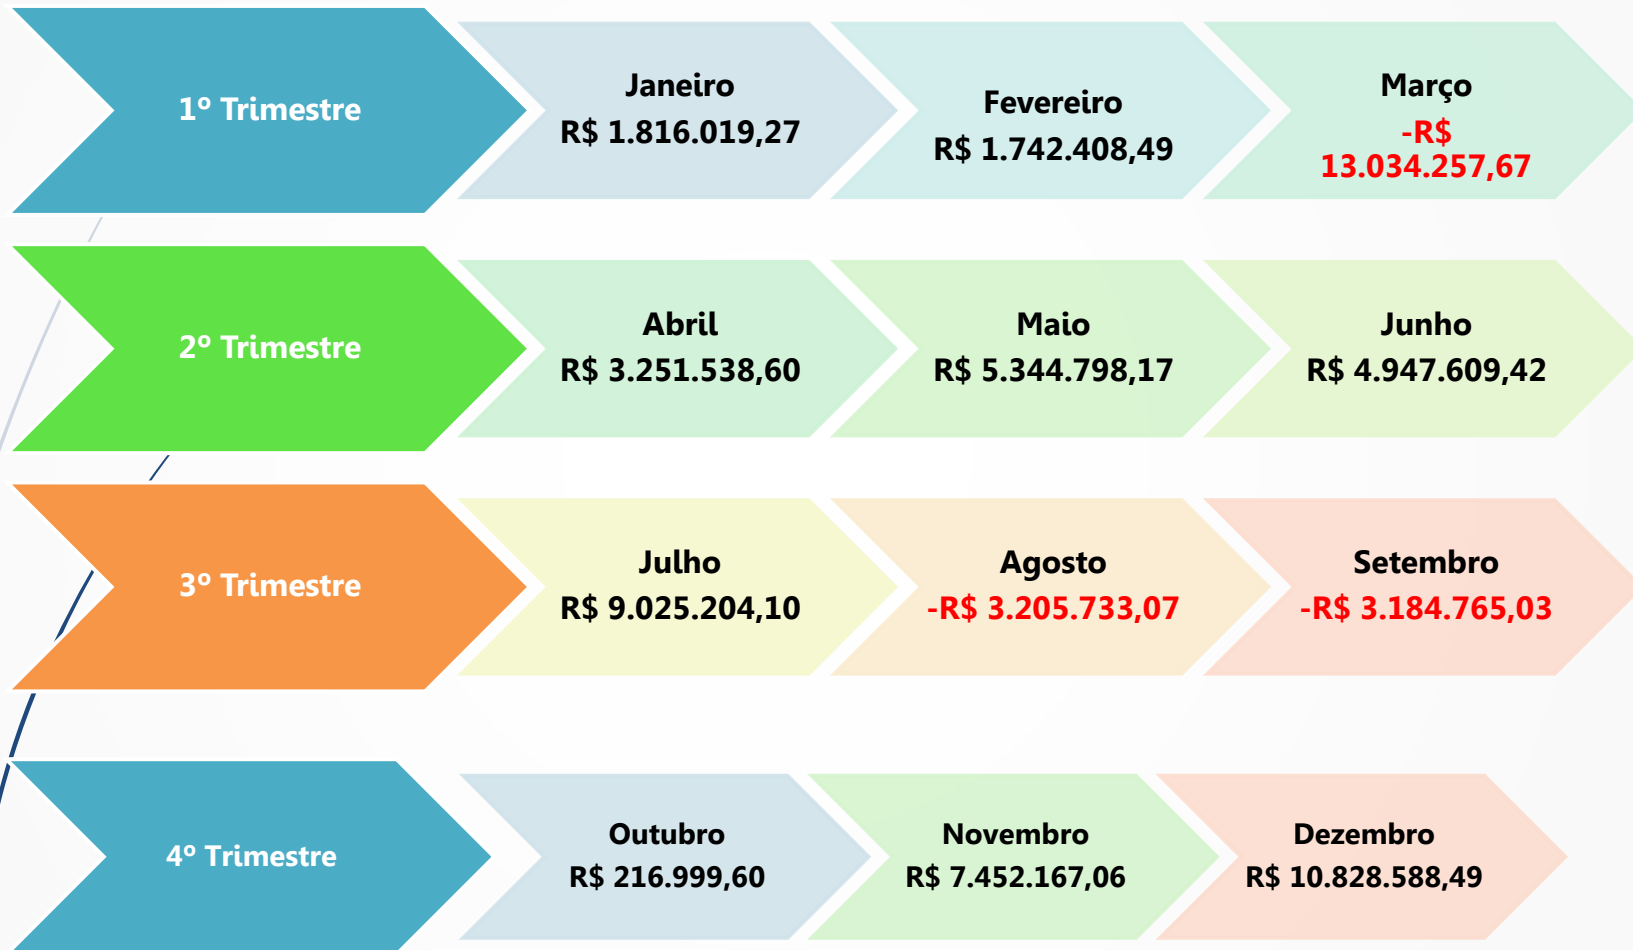 1º Trimestre
Janeiro
R$ 1.816.019,27
Fevereiro
R$ 1.742.408,49
Março
-R$
13.034.257,67
2º Trimestre
Abril
R$ 3.251.538,60
Maio
R$ 5.344.798,17
Junho
R$ 4.947.609,42
3º Trimestre
Julho
R$ 9.025.204,10
Agosto
-R$ 3.205.733,07
Setembro
-R$ 3.184.765,03
4º Trimestre
Outubro
R$ 216.999,60
Novembro
R$ 7.452.167,06
Dezembro
R$ 10.828.588,49